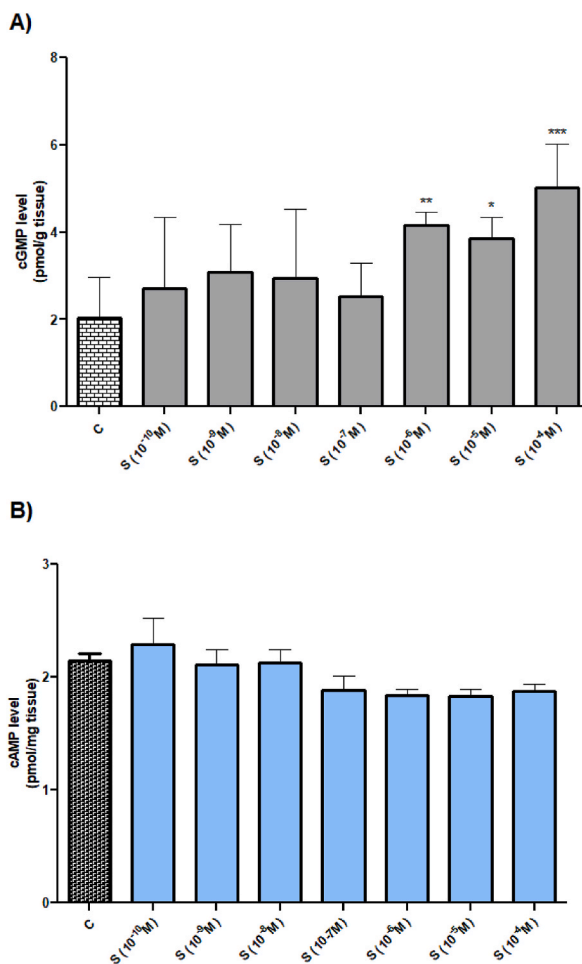 A)
8
6
4
2
0
cGMP level
(pmol/g tissue)
**
*
***
C
S (10⁻¹⁰M)
S (10⁻⁹M)
S (10⁻⁸M)
S (10⁻⁷M)
S (10⁻⁶M)
S (10⁻⁵M)
S (10⁻⁴M)
B)
3
2
1
0
cAMP level
(pmol/mg tissue)
C
S (10⁻¹⁰M)
S (10⁻⁹M)
S (10⁻⁸M)
S (10-7M)
S (10⁻⁶M)
S (10⁻⁵M)
S (10⁻⁴M)